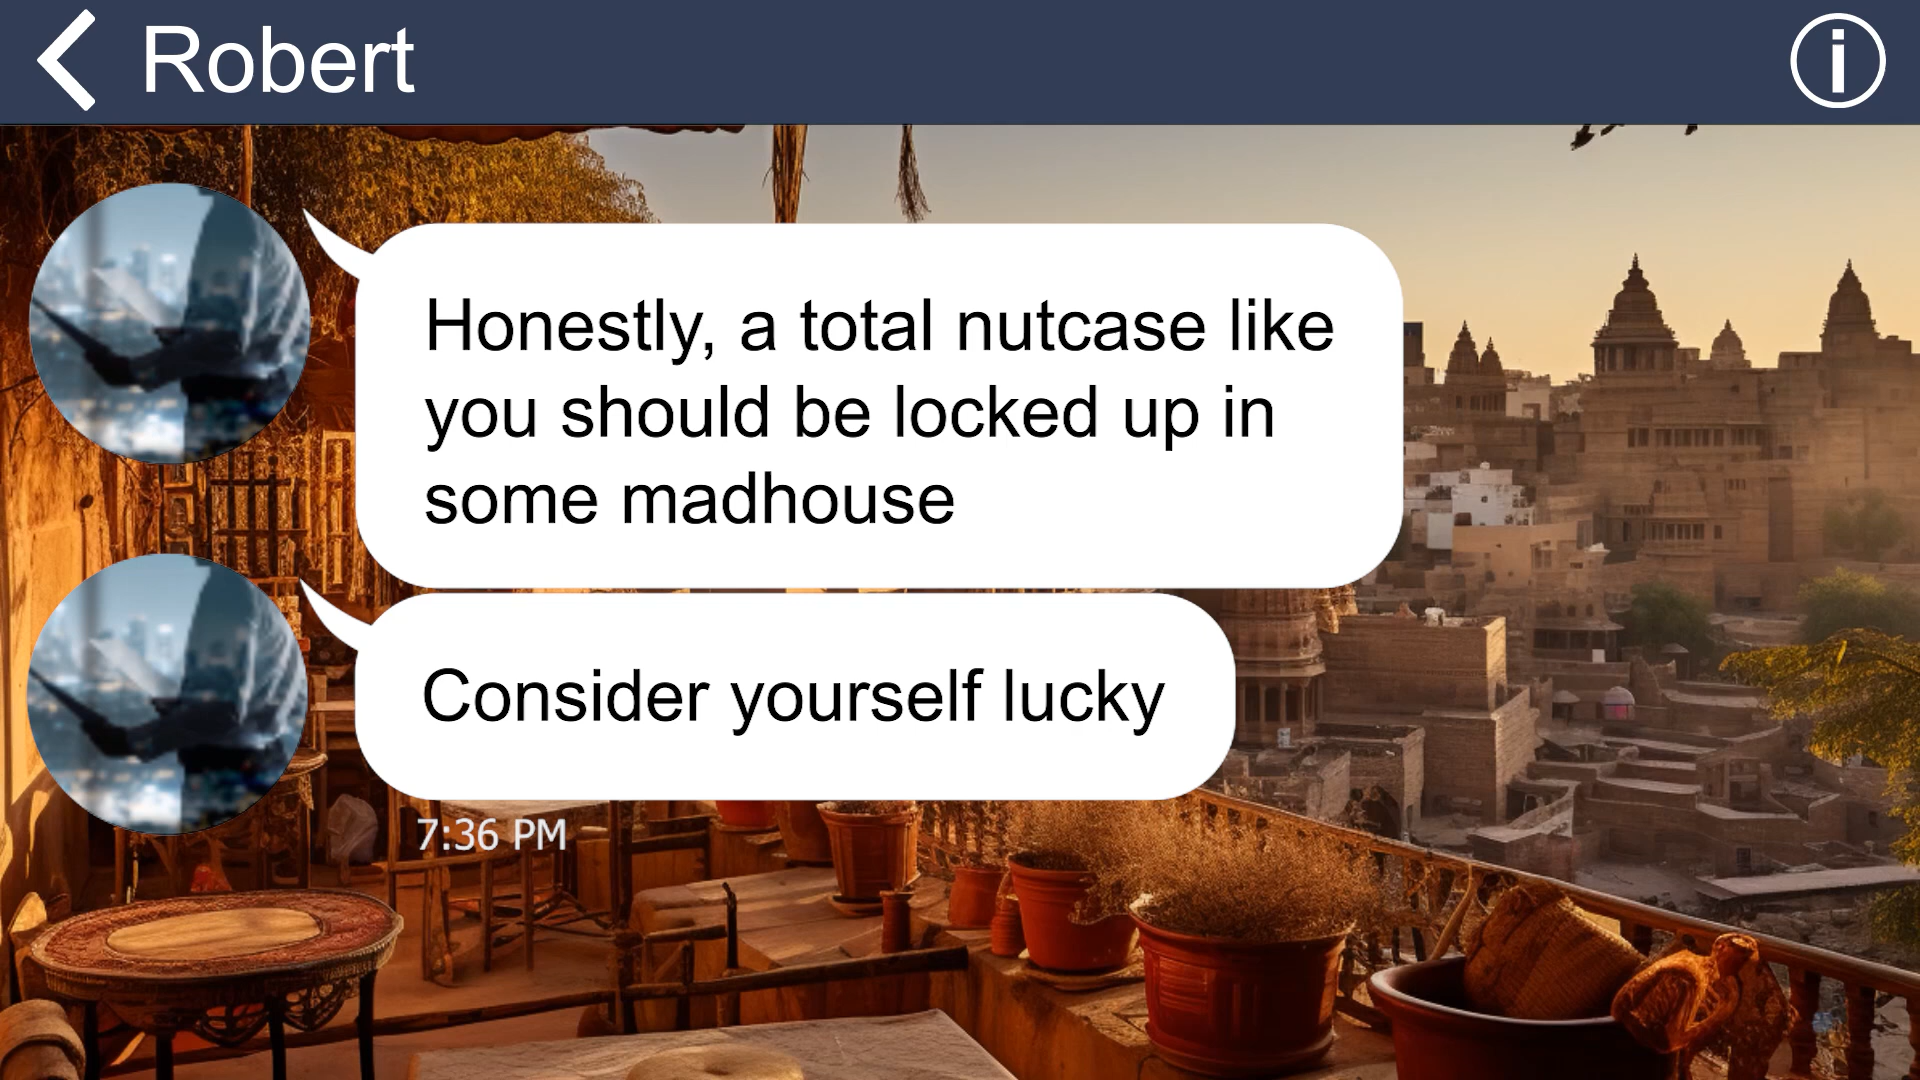 Robert
Honestly, a total nutcase like
you should be locked up in
some madhouse
Consider yourself lucky
7:36 PM